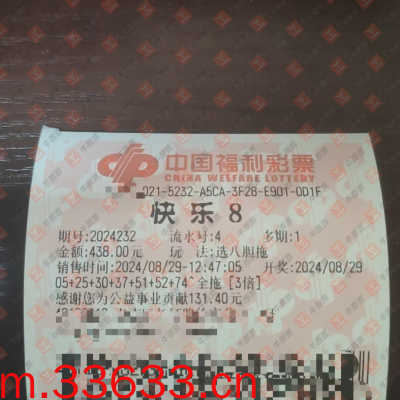 中国福利彩票
CHINA WELFARE LOTTERY
021-5232-A5CA-3F28-E901-0D1F
快乐8
期号:2024232 流水号:4 多期:1
金额:438.00元 玩 法:选八胆拖
销售时间:2024/08/29-12:47:05 开奖:2024/08/29
05+25+30+37+51+52+74^全拖 [3倍]
感谢您为公益事业贡献131.40元
m.33633.cn